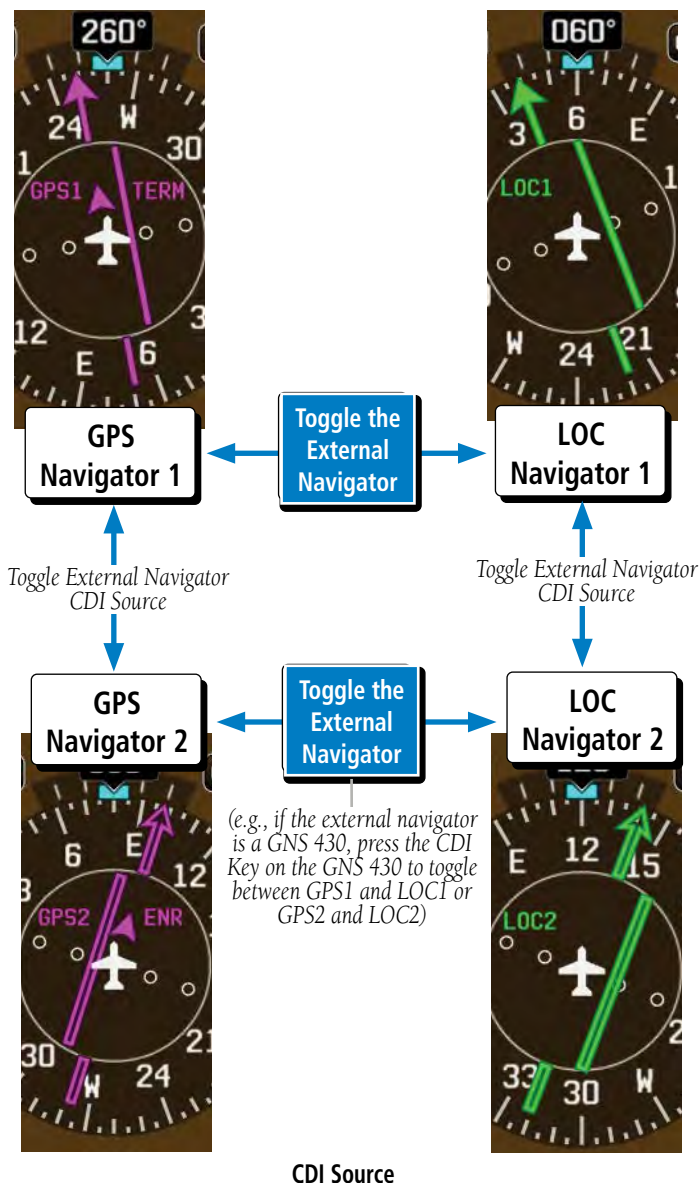 260°
060°
24
W
30
1
GPS1
TERM
12
E
6
3
3
6
E
1
LOC1
W
24
21
GPS
Navigator 1
Toggle the
External
Navigator
LOC
Navigator 1
Toggle External Navigator
CDI Source
Toggle External Navigator
CDI Source
GPS
Navigator 2
Toggle the
External
Navigator
LOC
Navigator 2
(e.g., if the external navigator
is a GNS 430, press the CDI
Key on the GNS 430 to toggle
between GPS1 and LOC1 or
GPS2 and LOC2)
6
E
12
GPS2
ENR
30
W
24
21
E
12
15
LOC2
33
30
W
2
CDI Source